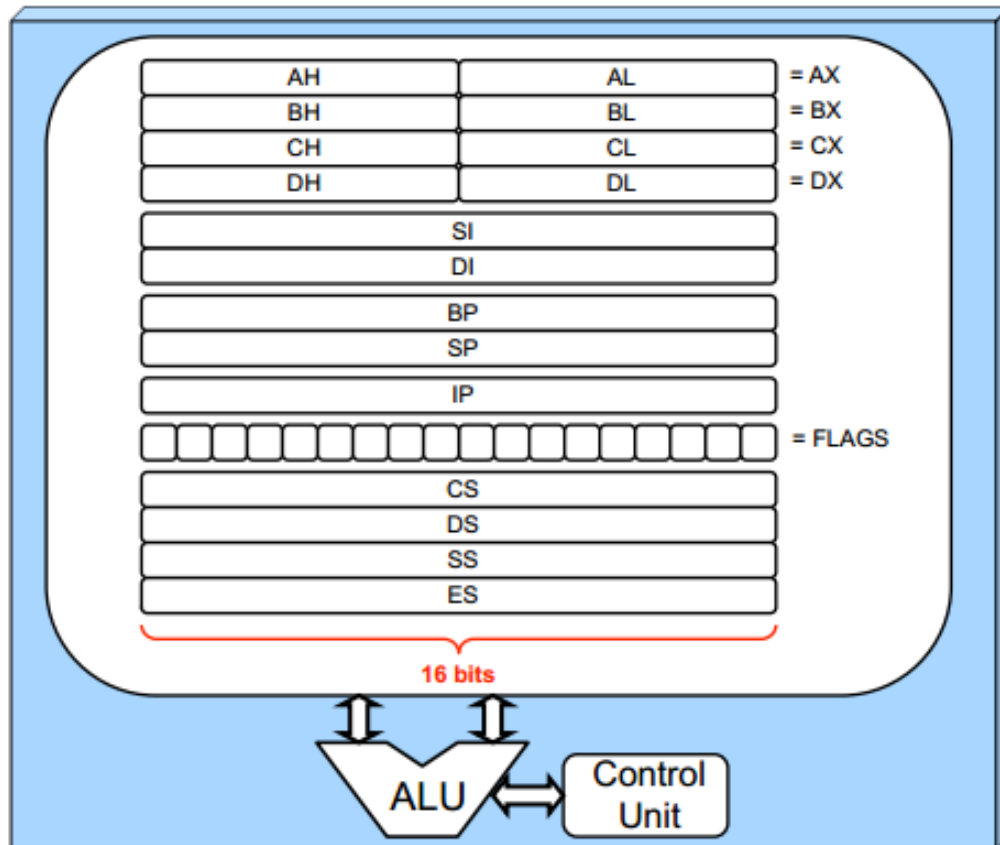 AH AL = AX
BH BL = BX
CH CL = CX
DH DL = DX
SI
DI
BP
SP
IP
= FLAGS
CS
DS
SS
ES
16 bits
ALU
Control
Unit